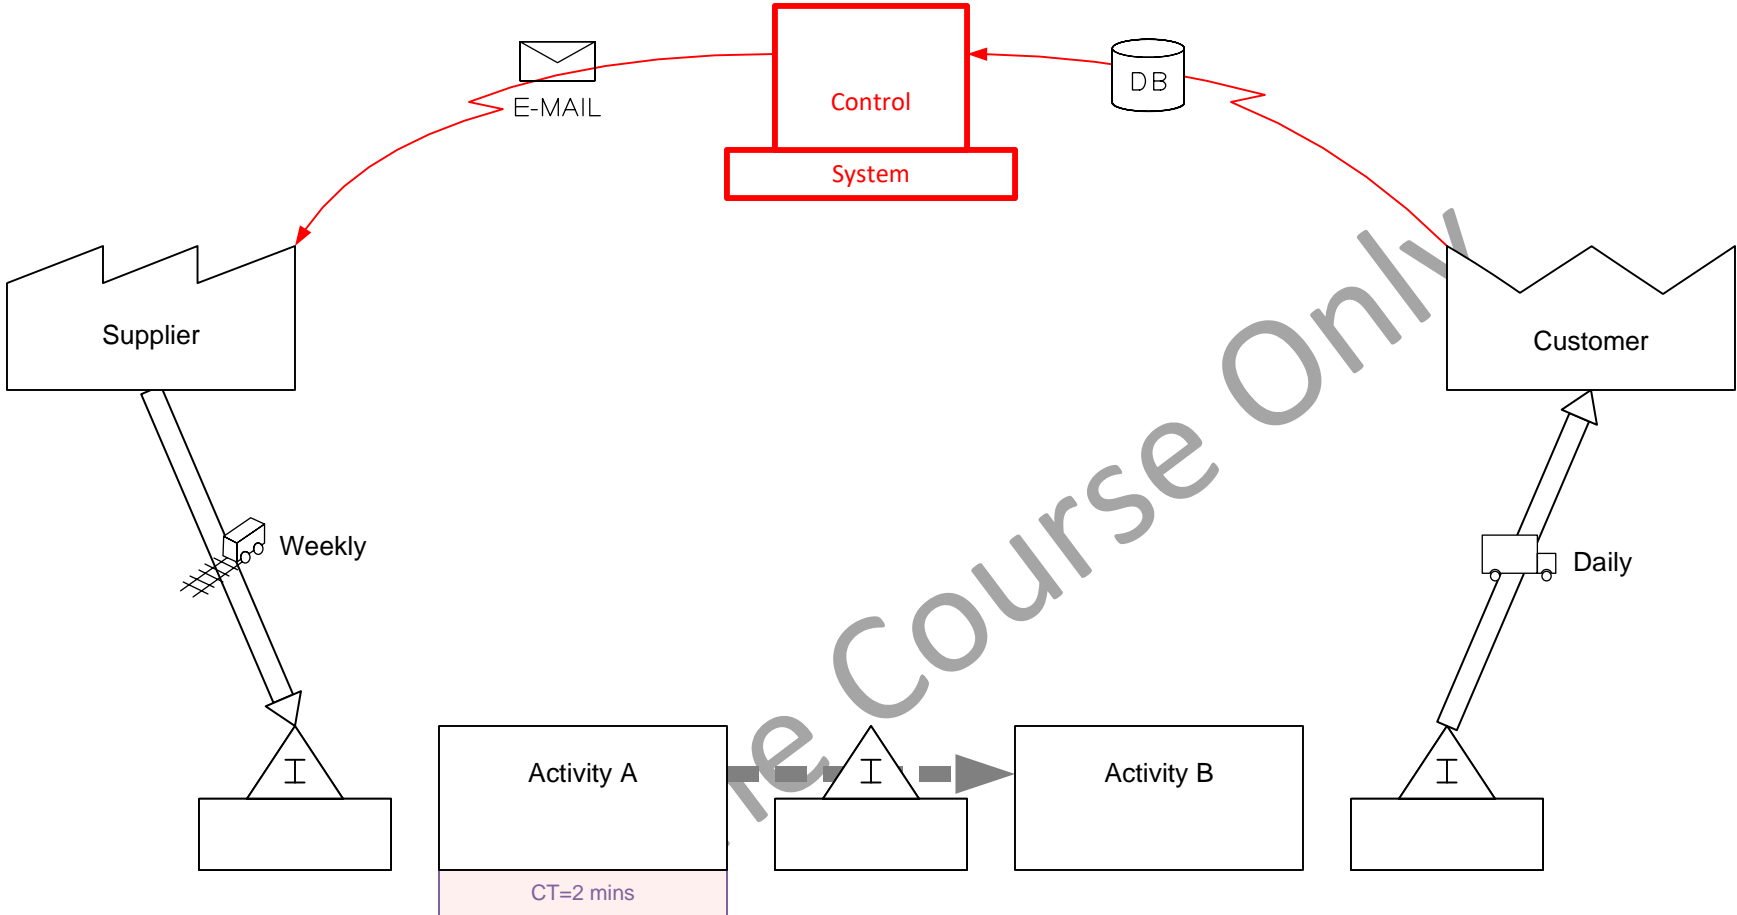 E-MAIL
DB
Control
System
Supplier
Customer
Weekly
Daily
I
Activity A
I
Activity B
I
CT=2 mins
Course Only